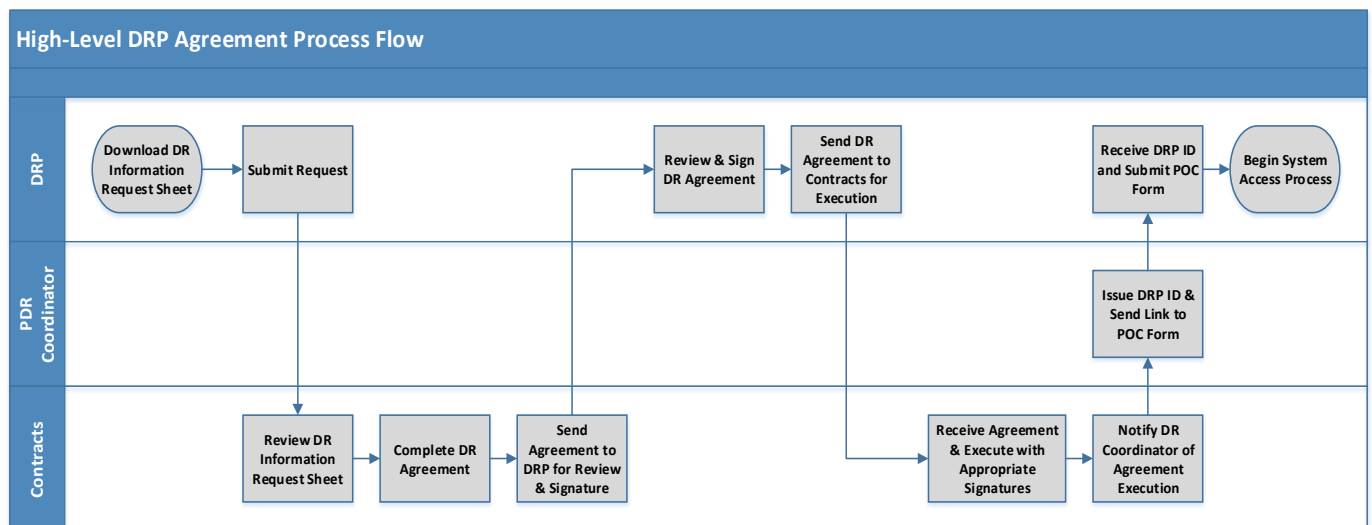 High-Level DRP Agreement Process Flow
DRP
Download DR
Information
Request Sheet
Submit Request
Review & Sign
DR Agreement
Send DR
Agreement to
Contracts for
Execution
Receive DRP ID
and Submit POC
Form
Begin System
Access Process
PDR
Coordinator
Issue DRP ID &
Send Link to
POC Form
Contracts
Review DR
Information
Request Sheet
Complete DR
Agreement
Send
Agreement to
DRP for Review
& Signature
Receive Agreement
& Execute with
Appropriate
Signatures
Notify DR
Coordinator of
Agreement
Execution